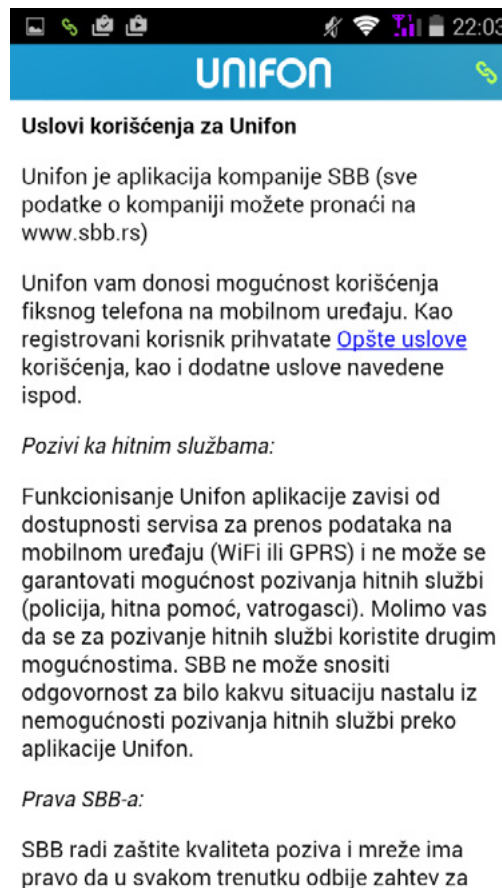 22:03
UNIFON
Uslovi korišćenja za Unifon
Unifon je aplikacija kompanije SBB (sve
podatke o kompaniji možete pronaći na
www.sbb.rs)
Unifon vam donosi mogućnost korišćenja
fiksnog telefona na mobilnom uređaju. Kao
registrovani korisnik prihvatate Opšte uslove
korišćenja, kao i dodatne uslove navedene
ispod.
Pozivi ka hitnim službama:
Funkcionisanje Unifon aplikacije zavisi od
dostupnosti servisa za prenos podataka na
mobilnom uređaju (WiFi ili GPRS) i ne može se
garantovati mogućnost pozivanja hitnih službi
(policija, hitna pomoć, vatrogasci). Molimo vas
da se za pozivanje hitnih službi koristite drugim
mogućnostima. SBB ne može snositi
odgovornost za bilo kakvu situaciju nastalu iz
nemogućnosti pozivanja hitnih službi preko
aplikacije Unifon.
Prava SBB-a:
SBB radi zaštite kvaliteta poziva i mreže ima
pravo da u svakom trenutku odbije zahtev za